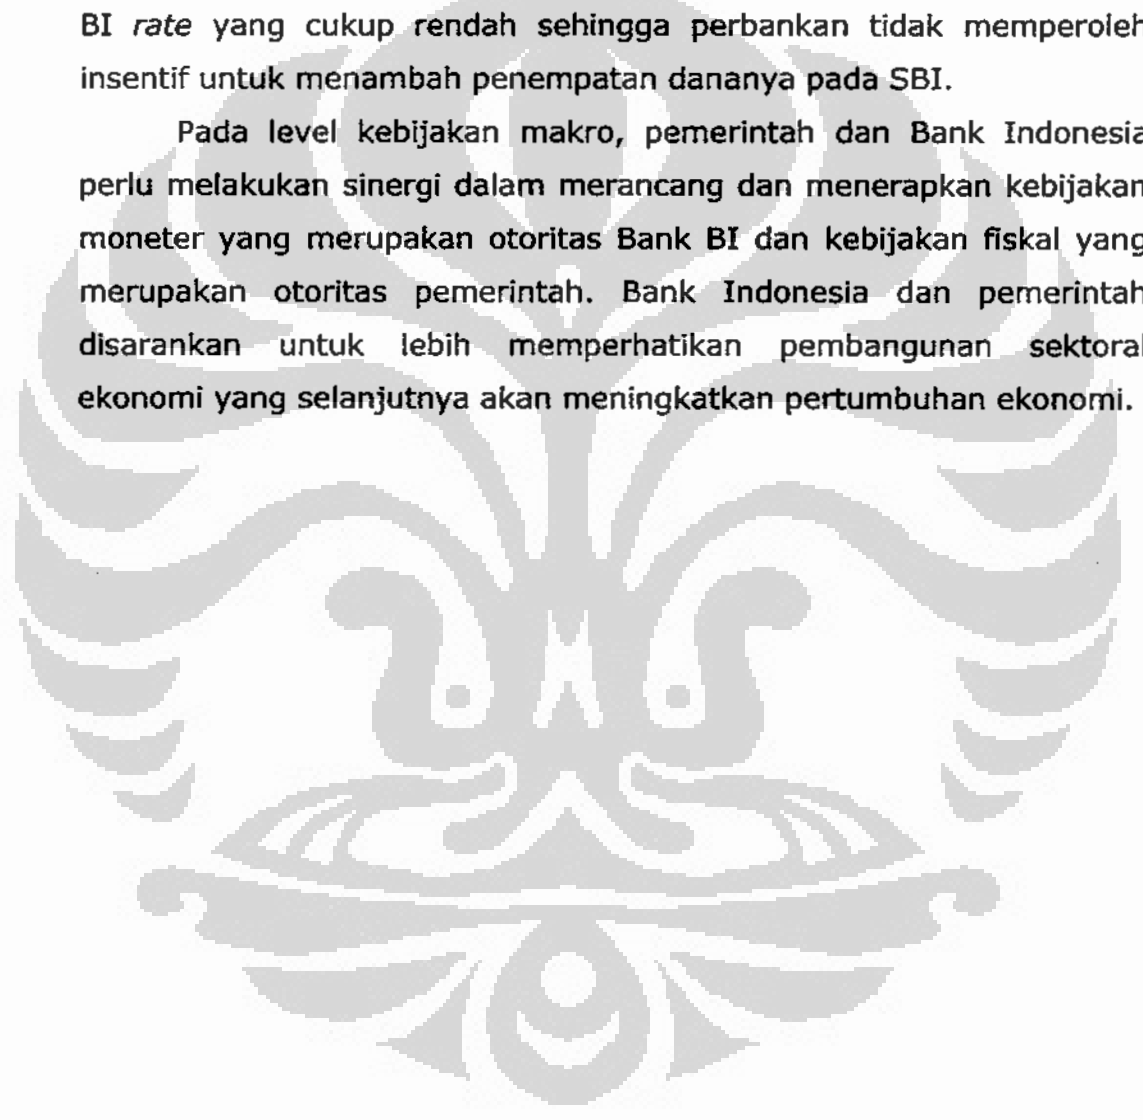 BI rate yang cukup rendah sehingga perbankan tidak memperoleh
insentif untuk menambah penempatan dananya pada SBI.
Pada level kebijakan makro, pemerintah dan Bank Indonesia
perlu melakukan sinergi dalam merancang dan menerapkan kebijakan
moneter yang merupakan otoritas Bank BI dan kebijakan fiskal yang
merupakan otoritas pemerintah. Bank Indonesia dan pemerintah
disarankan untuk lebih memperhatikan pembangunan sektoral
ekonomi yang selanjutnya akan meningkatkan pertumbuhan ekonomi.